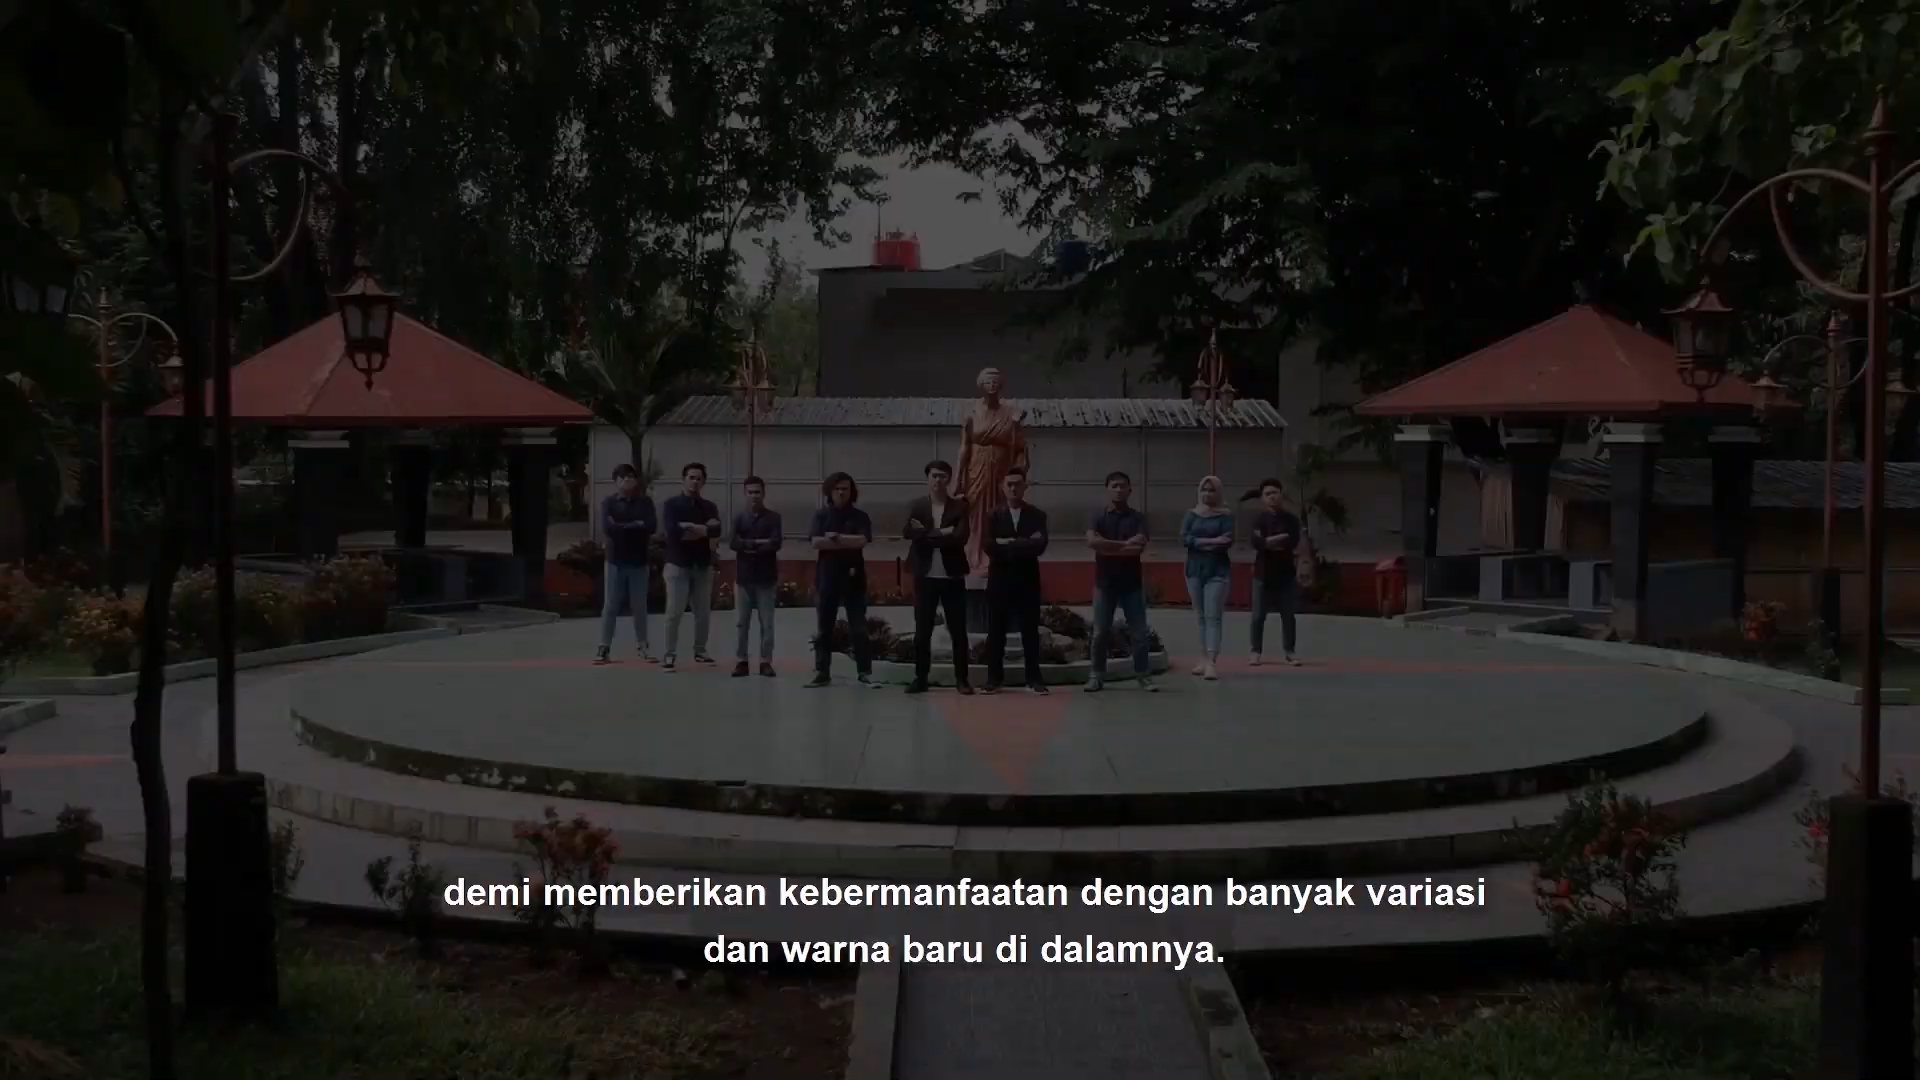 demi memberikan kebermanfaatan dengan banyak variasi
dan warna baru di dalamnya.